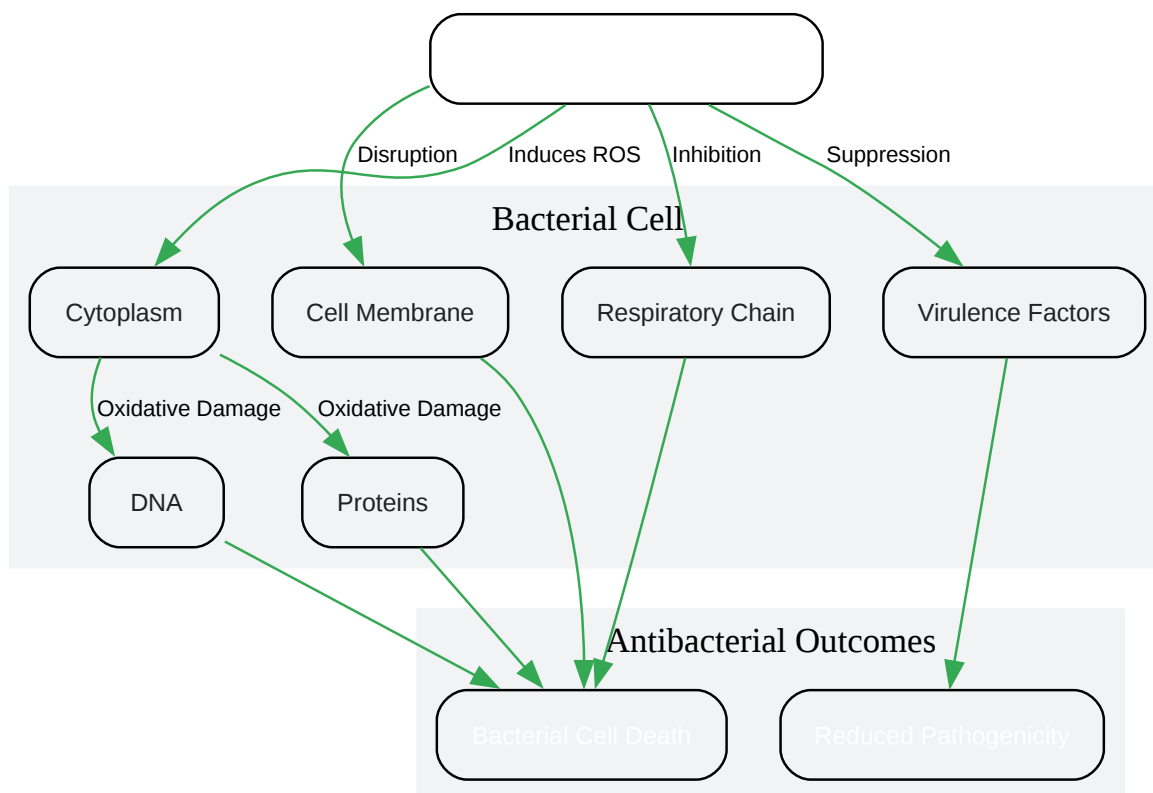 Disruption
Induces ROS
Inhibition
Suppression
Bacterial Cell
Cytoplasm
Cell Membrane
Respiratory Chain
Virulence Factors
Oxidative Damage
Oxidative Damage
DNA
Proteins
Antibacterial Outcomes
Bacterial Cell Death
Reduced Pathogenicity